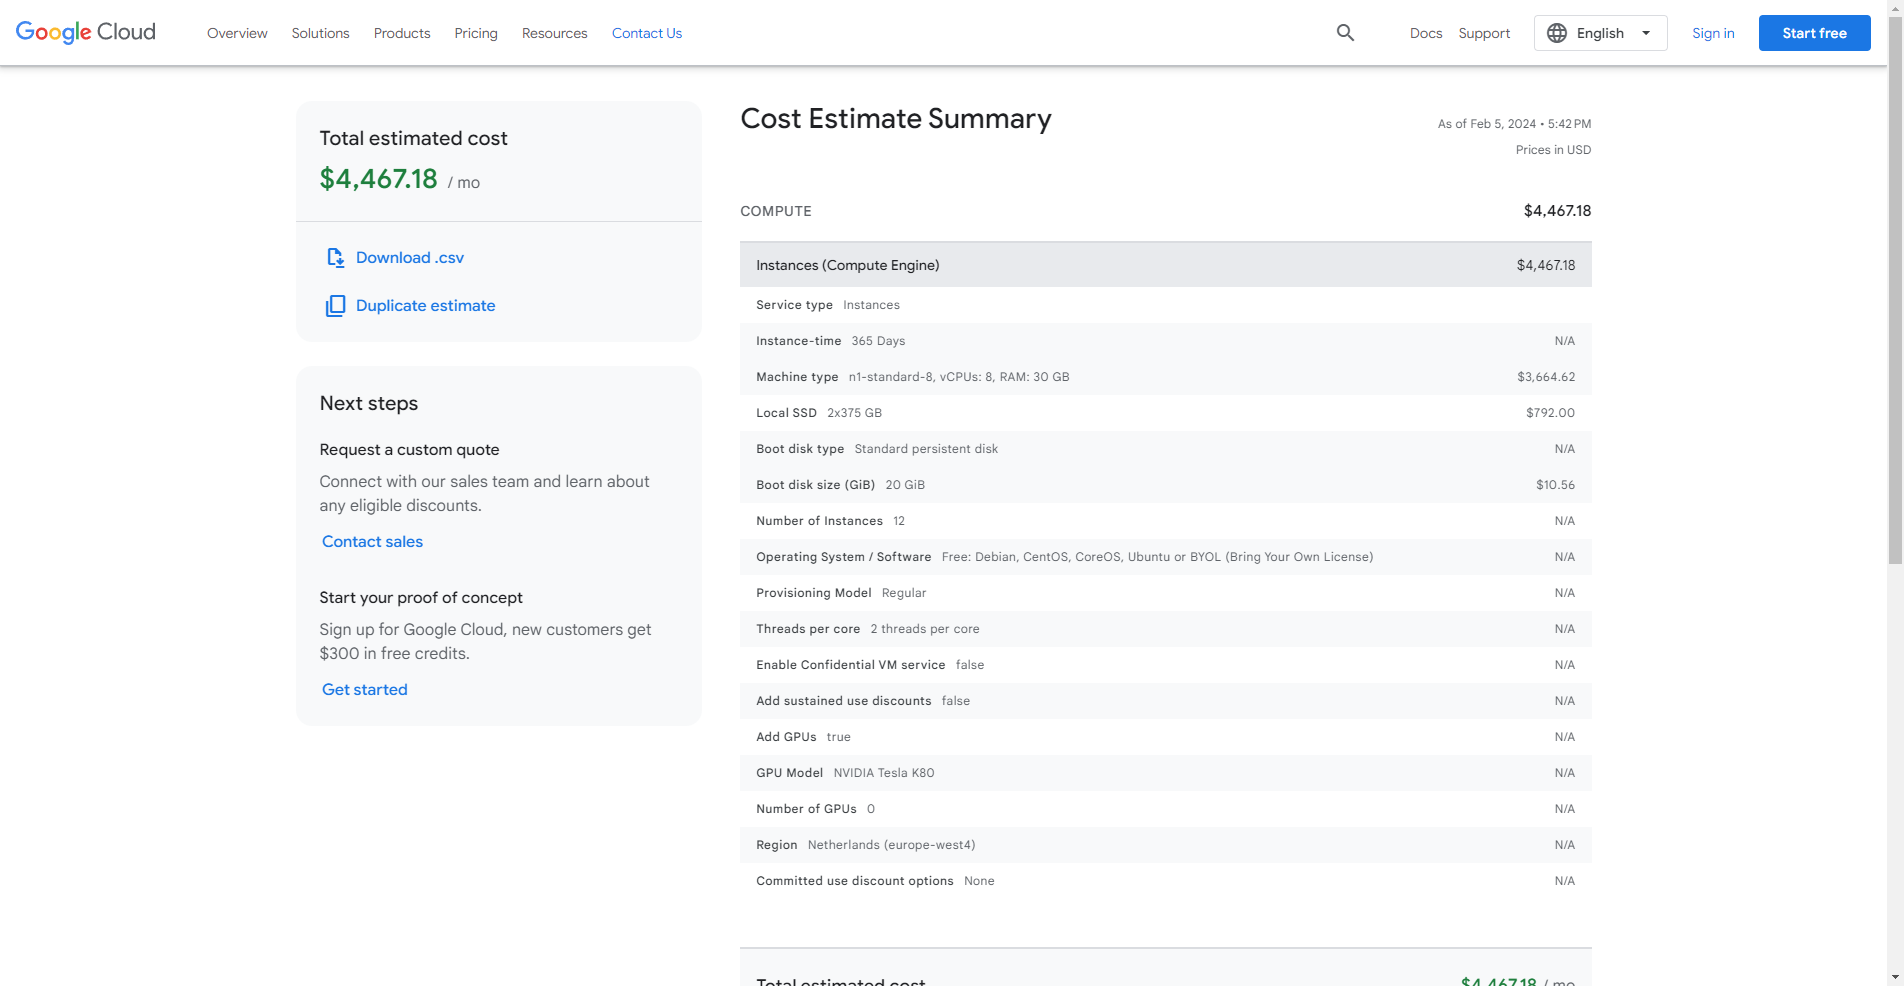 Google Cloud Overview Solutions Products Pricing Resources Contact Us Docs Support English Sign in Start free
Total estimated cost
$4,467.18 / mo
Download .csv
Duplicate estimate
Next steps
Request a custom quote
Connect with our sales team and learn about
any eligible discounts.
Contact sales
Start your proof of concept
Sign up for Google Cloud, new customers get
$300 in free credits.
Get started
Cost Estimate Summary
As of Feb 5, 2024 • 5:42 PM
Prices in USD
COMPUTE $4,467.18
Instances (Compute Engine) $4,467.18
Service type Instances
Instance-time 365 Days N/A
Machine type n1-standard-8, vCPUs: 8, RAM: 30 GB $3,664.62
Local SSD 2x375 GB $792.00
Boot disk type Standard persistent disk N/A
Boot disk size (GiB) 20 GiB $10.56
Number of Instances 12 N/A
Operating System / Software Free: Debian, CentOS, CoreOS, Ubuntu or BYOL (Bring Your Own License) N/A
Provisioning Model Regular N/A
Threads per core 2 threads per core N/A
Enable Confidential VM service false N/A
Add sustained use discounts false N/A
Add GPUs true N/A
GPU Model NVIDIA Tesla K80 N/A
Number of GPUs 0 N/A
Region Netherlands (europe-west4) N/A
Committed use discount options None N/A
Total estimated cost $4,467.18 / mo